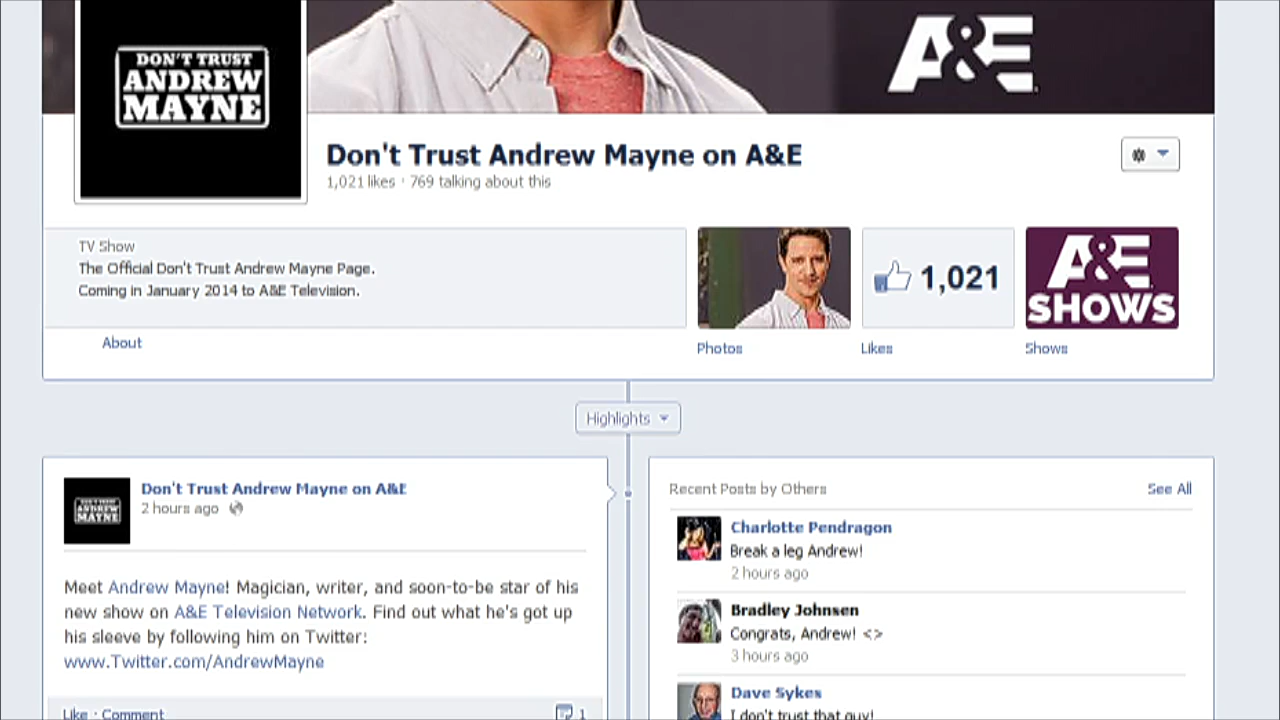 DON'T TRUST
ANDREW
MAYNE
A&E
Don't Trust Andrew Mayne on A&E
1,021 likes · 769 talking about this
TV Show
The Official Don't Trust Andrew Mayne Page.
Coming in January 2014 to A&E Television.
About
1,021
A&E
SHOWS
Photos
Likes
Shows
Highlights
DON'T TRUST
ANDREW
MAYNE
Don't Trust Andrew Mayne on A&E
2 hours ago
Meet Andrew Mayne! Magician, writer, and soon-to-be star of his
new show on A&E Television Network. Find out what he's got up
his sleeve by following him on Twitter:
www.Twitter.com/AndrewMayne
Like · Comment
1
Recent Posts by Others
See All
Charlotte Pendragon
Break a leg Andrew!
2 hours ago
Bradley Johnsen
Congrats, Andrew! <>
3 hours ago
Dave Sykes
I don't trust that guy!